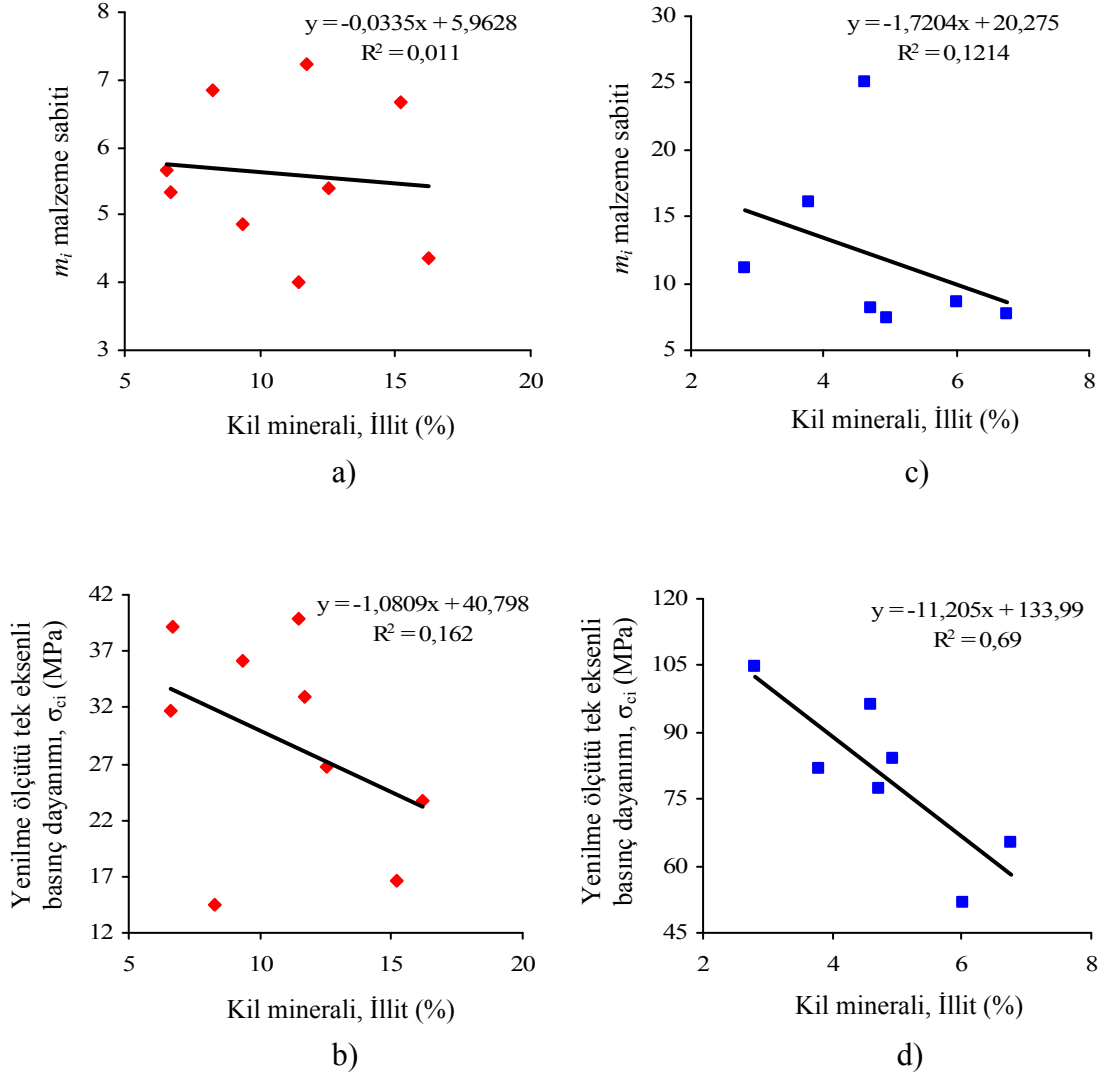 y = -0,0335x + 5,9628
R² = 0,011
8
7
6
5
4
3
5
10
15
20
mi malzeme sabiti
Kil minerali, İllit (%)
a)
y = -1,7204x + 20,275
R² = 0,1214
30
25
20
15
10
5
2
4
6
8
mi malzeme sabiti
Kil minerali, İllit (%)
c)
y = -1,0809x + 40,798
R² = 0,162
42
37
32
27
22
17
12
5
10
15
20
Yenilme ölçütü tek eksenli
basınç dayanımı, σci (MPa)
Kil minerali, İllit (%)
b)
y = -11,205x + 133,99
R² = 0,69
120
105
90
75
60
45
2
4
6
8
Yenilme ölçütü tek eksenli
basınç dayanımı, σci (MPa)
Kil minerali, İllit (%)
d)